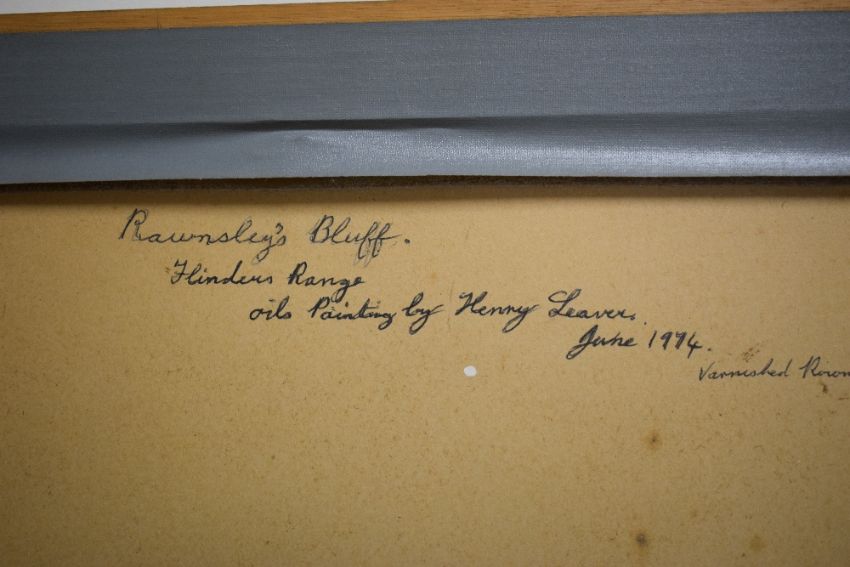 Rawnsley's Bluff.
Flinders Range
oils Painting by Henry Leaver.
June 1974.
Varnished